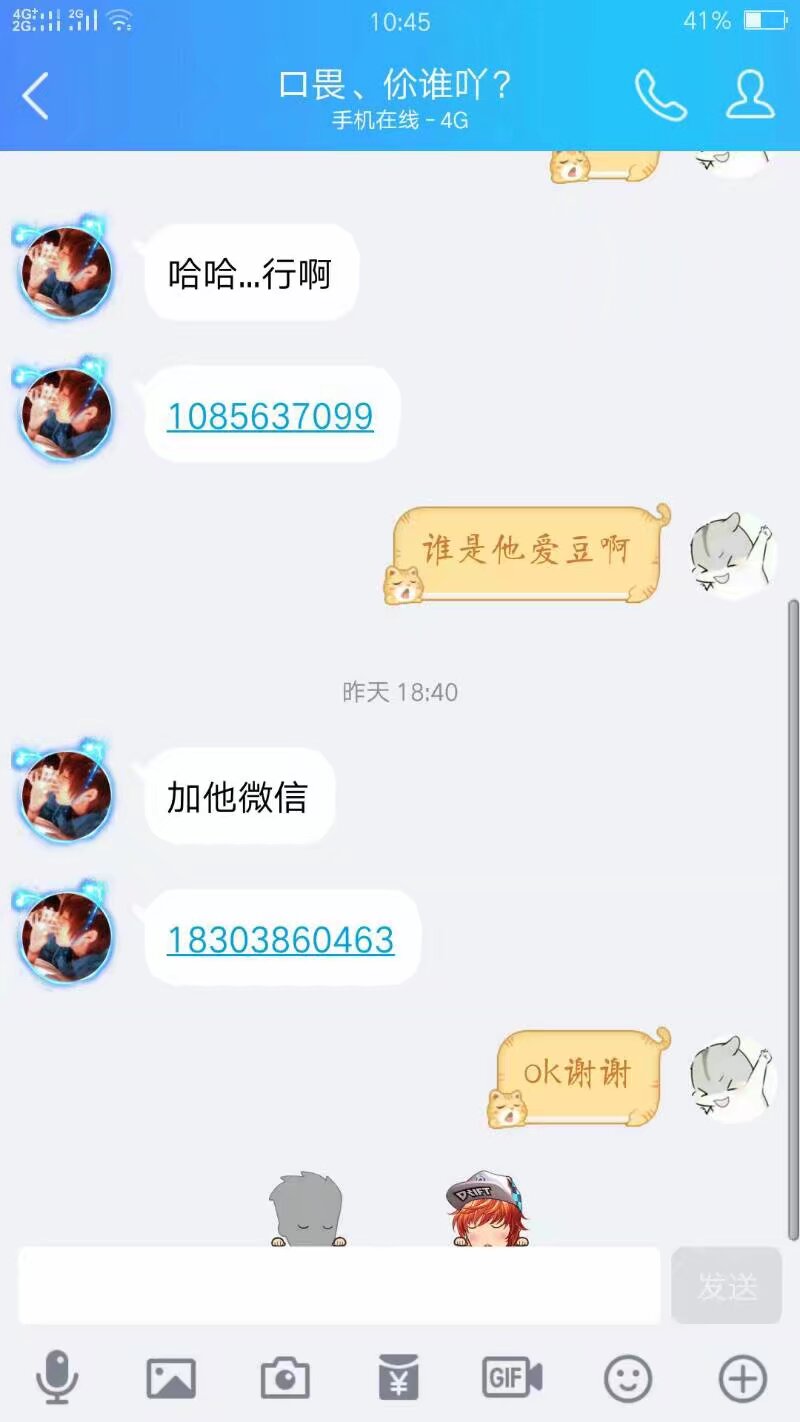 4G+ 2G 2G 10:45 41%
口畏、伱谁吖?
手机在线 - 4G
哈哈...行啊
1085637099
谁是他爱豆啊
昨天 18:40
加他微信
18303860463
ok谢谢
DRIFT
发送
GIF